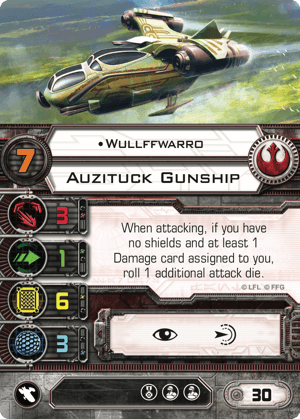 •Wullffwarro
7
Auzituck Gunship
3
When attacking, if you have
no shields and at least 1
Damage card assigned to you,
roll 1 additional attack die.
1
©LFL ©FFG
6
3
30